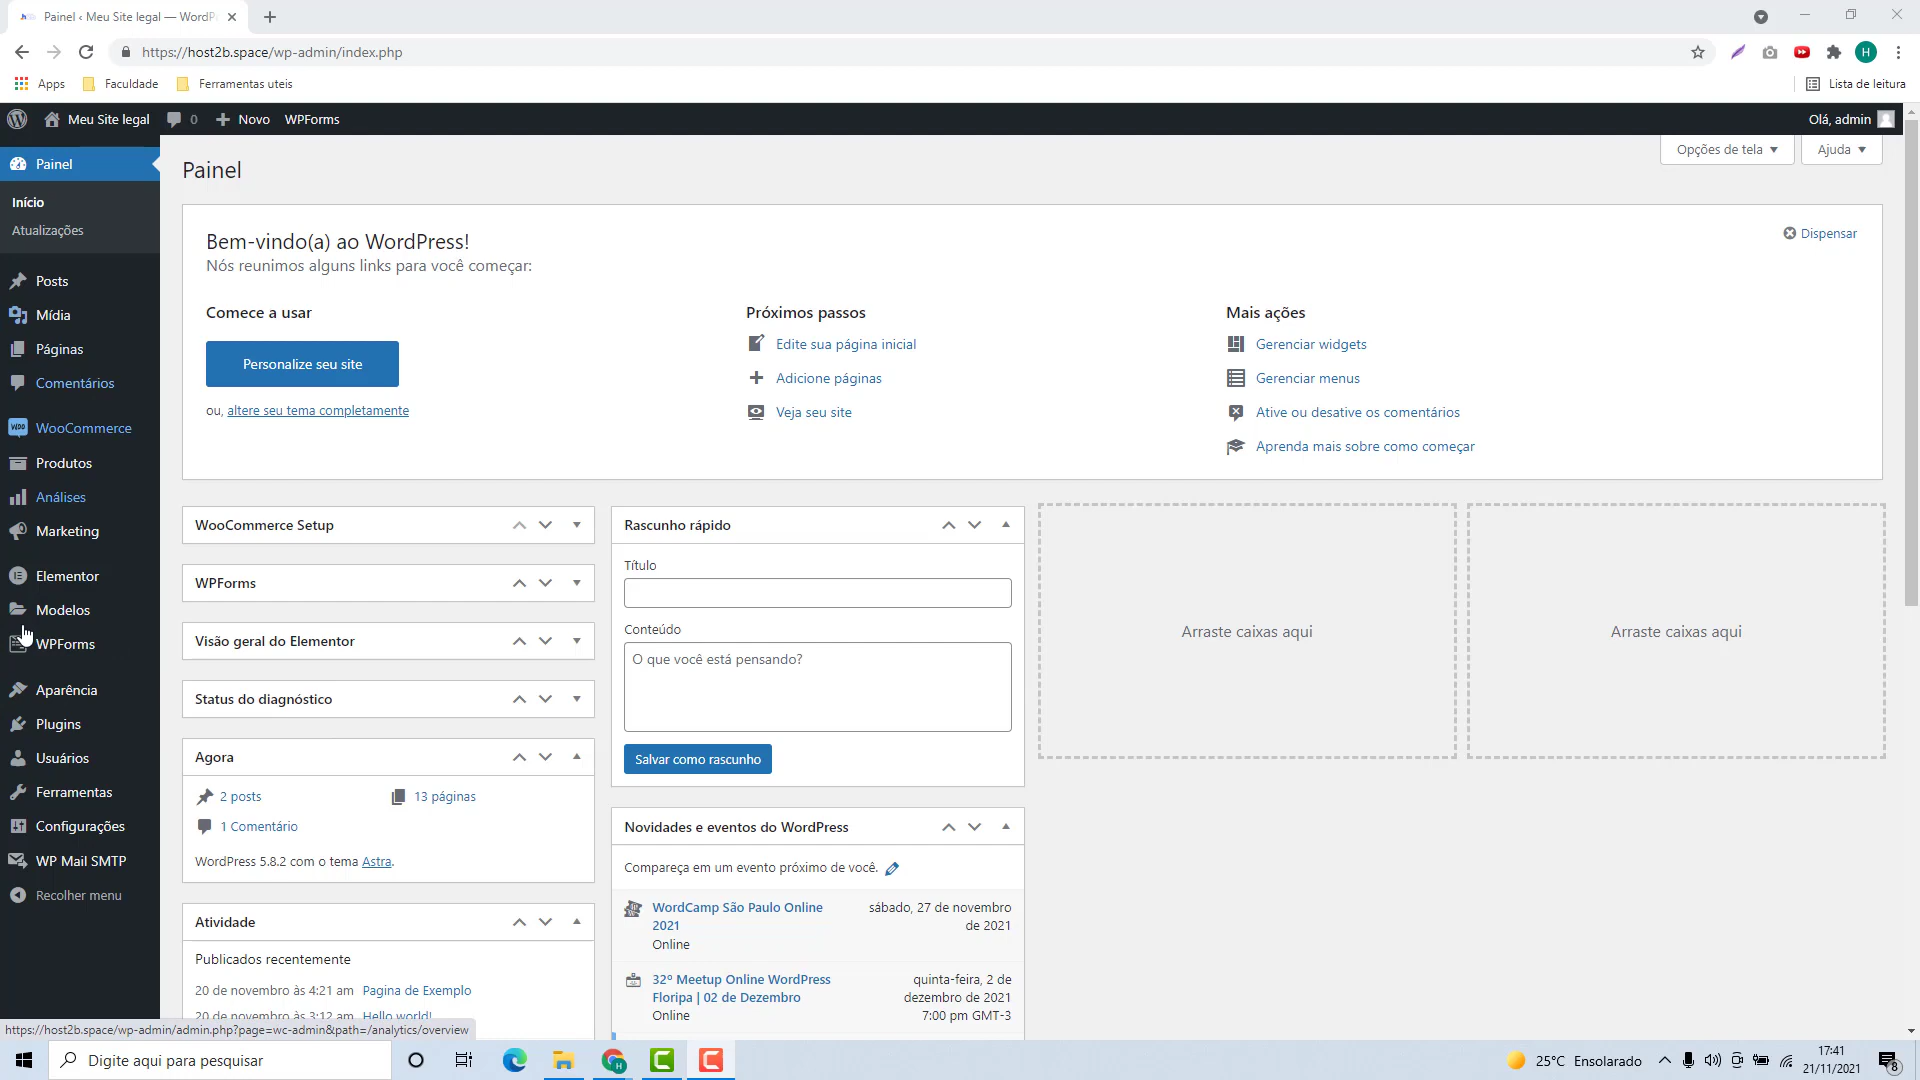 Painel ‹ Meu Site legal — WordP
https://host2b.space/wp-admin/index.php
H
Apps
Faculdade
Ferramentas uteis
Lista de leitura
Meu Site legal
0
Novo
WPForms
Olá, admin
Painel
Início
Atualizações
Posts
Mídia
Páginas
Comentários
WooCommerce
Produtos
Análises
Marketing
Elementor
Modelos
WPForms
Aparência
Plugins
Usuários
Ferramentas
Configurações
WP Mail SMTP
Recolher menu
Painel
Opções de tela
Ajuda
Bem-vindo(a) ao WordPress!
Nós reunimos alguns links para você começar:
Dispensar
Comece a usar
Personalize seu site
ou, altere seu tema completamente
Próximos passos
Edite sua página inicial
Adicione páginas
Veja seu site
Mais ações
Gerenciar widgets
Gerenciar menus
Ative ou desative os comentários
Aprenda mais sobre como começar
WooCommerce Setup
WPForms
Visão geral do Elementor
Status do diagnóstico
Agora
2 posts
13 páginas
1 Comentário
WordPress 5.8.2 com o tema Astra.
Atividade
Publicados recentemente
20 de novembro às 4:21 am Pagina de Exemplo
20 de novembro às 3:12 am Hello world!
Rascunho rápido
Título
Conteúdo
O que você está pensando?
Salvar como rascunho
Novidades e eventos do WordPress
Compareça em um evento próximo de você.
WordCamp São Paulo Online
2021
Online
sábado, 27 de novembro
de 2021
32º Meetup Online WordPress
Floripa | 02 de Dezembro
Online
quinta-feira, 2 de
dezembro de 2021
7:00 pm GMT-3
Arraste caixas aqui
Arraste caixas aqui
https://host2b.space/wp-admin/admin.php?page=wc-admin&path=/analytics/overview
Digite aqui para pesquisar
25°C Ensolarado
17:41
21/11/2021
8